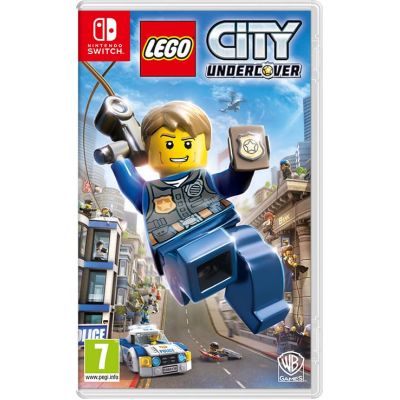 NINTENDO
SWITCH
LEGO
CITY
UNDERCOVER
POLICE
7
www.pegi.info
WB
GAMES